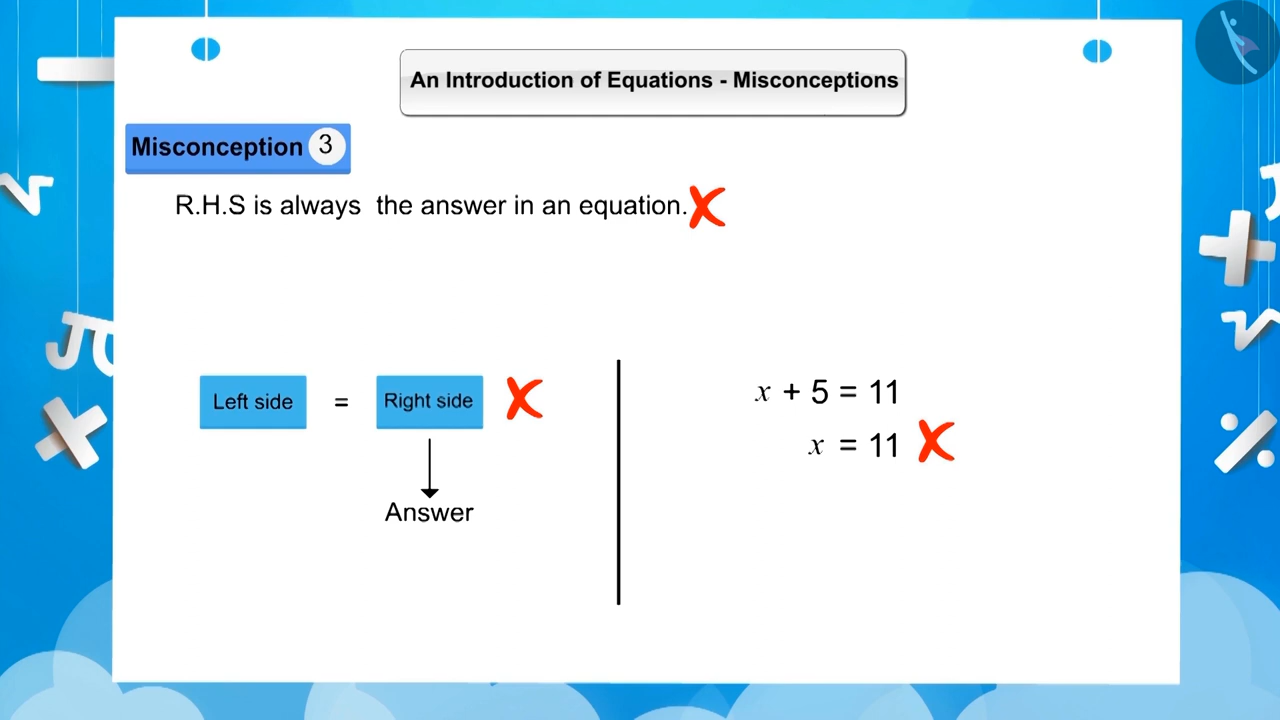 An Introduction of Equations - Misconceptions
Misconception 3
R.H.S is always the answer in an equation.
Left side = Right side
Answer
x + 5 = 11
x = 11